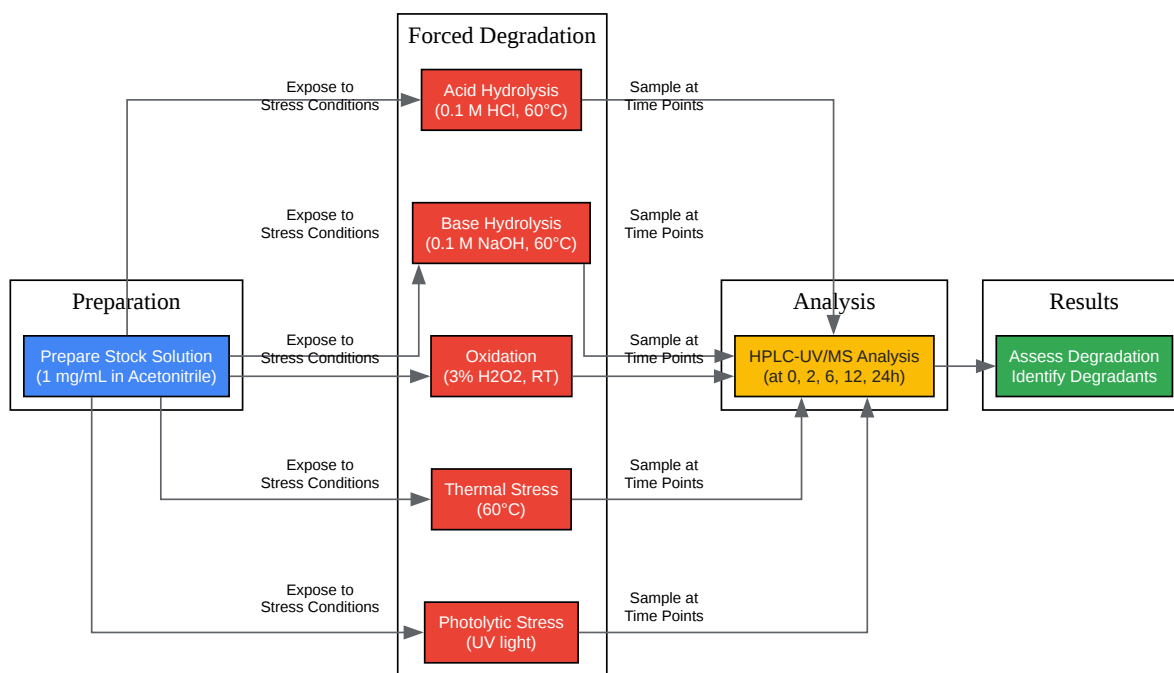 Forced Degradation
Expose to
Stress Conditions
Acid Hydrolysis
(0.1 M HCl, 60°C)
Sample at
Time Points
Expose to
Stress Conditions
Base Hydrolysis
(0.1 M NaOH, 60°C)
Sample at
Time Points
Preparation
Prepare Stock Solution
(1 mg/mL in Acetonitrile)
Expose to
Stress Conditions
Oxidation
(3% H2O2, RT)
Sample at
Time Points
Analysis
HPLC-UV/MS Analysis
(at 0, 2, 6, 12, 24h)
Results
Assess Degradation
Identify Degradants
Expose to
Stress Conditions
Thermal Stress
(60°C)
Sample at
Time Points
Expose to
Stress Conditions
Photolytic Stress
(UV light)
Sample at
Time Points